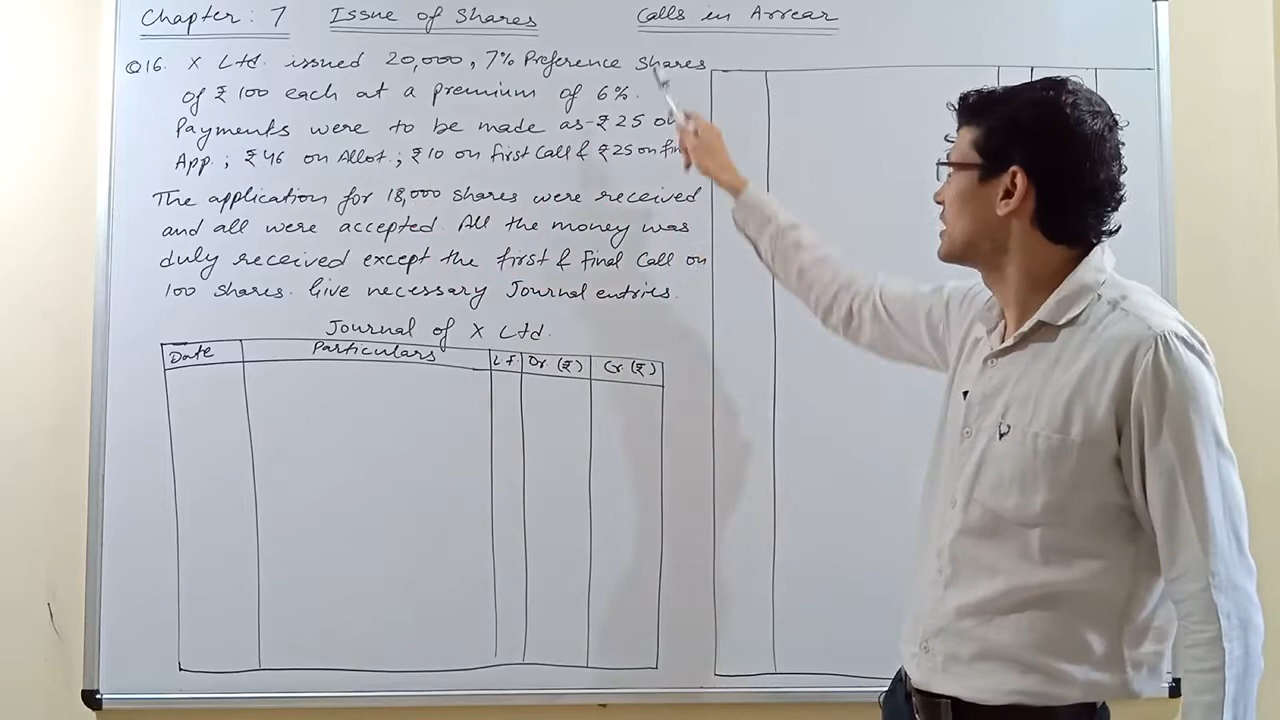 Chapter: 7 Issue of Shares Calls in Arrear
Q16. X Ltd. issued 20,000, 7% Preference Shares
of ₹100 each at a premium of 6%.
Payments were to be made as - ₹25 on
App.; ₹46 on Allot.; ₹10 on first Call & ₹25 on
The application for 18,000 shares were received
and all were accepted. All the money was
duly received except the first & final Call on
100 shares. Give necessary Journal entries.
Journal of X Ltd.
Date Particulars L.F Dr. (₹) Cr. (₹)